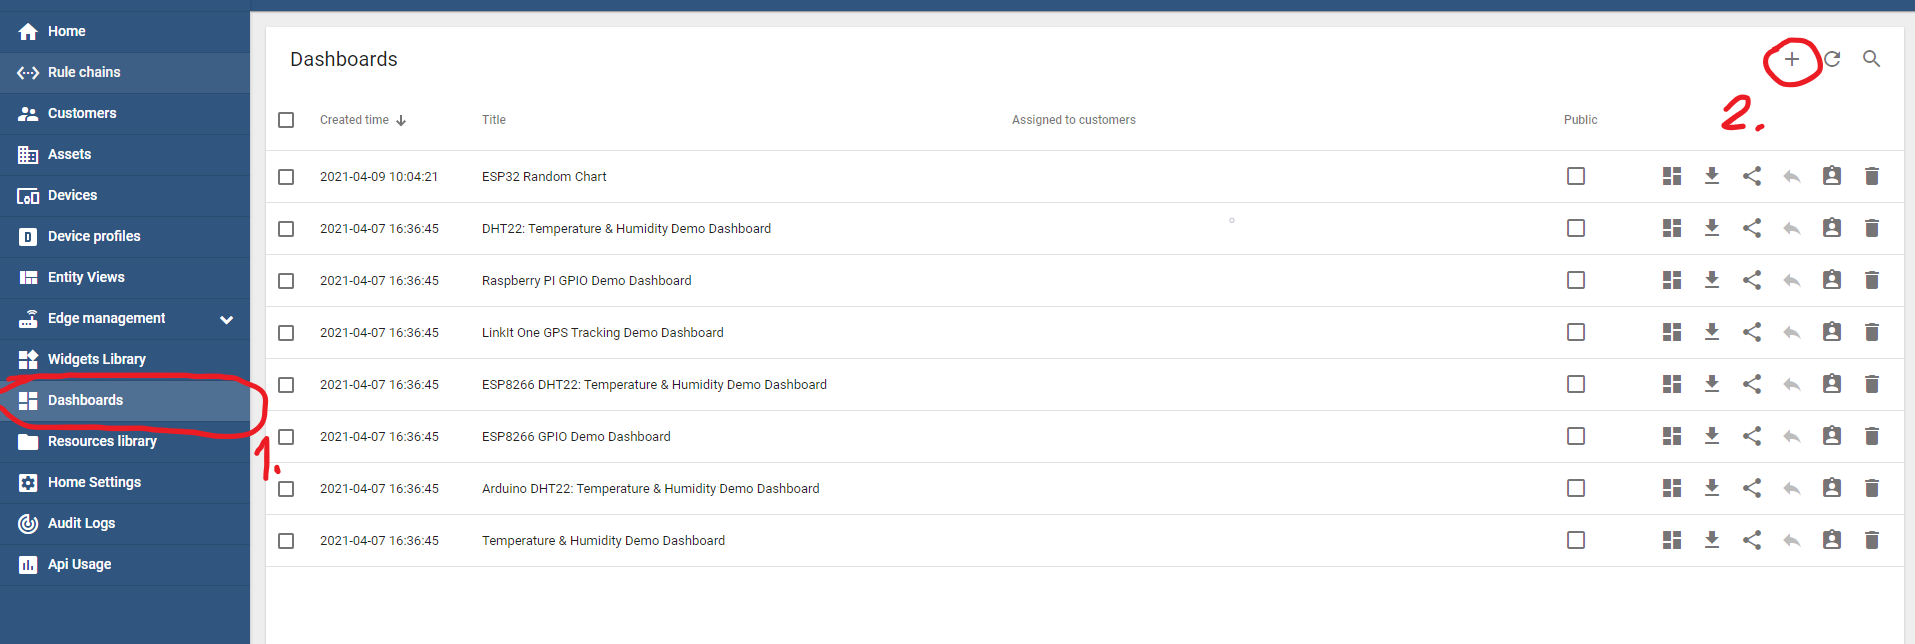 Home
Rule chains
Customers
Assets
Devices
Device profiles
Entity Views
Edge management
Widgets Library
Dashboards
Resources library
Home Settings
Audit Logs
Api Usage
1.
Dashboards
2.
Created time Title Assigned to customers Public
2021-04-09 10:04:21 ESP32 Random Chart
2021-04-07 16:36:45 DHT22: Temperature & Humidity Demo Dashboard
2021-04-07 16:36:45 Raspberry PI GPIO Demo Dashboard
2021-04-07 16:36:45 LinkIt One GPS Tracking Demo Dashboard
2021-04-07 16:36:45 ESP8266 DHT22: Temperature & Humidity Demo Dashboard
2021-04-07 16:36:45 ESP8266 GPIO Demo Dashboard
2021-04-07 16:36:45 Arduino DHT22: Temperature & Humidity Demo Dashboard
2021-04-07 16:36:45 Temperature & Humidity Demo Dashboard